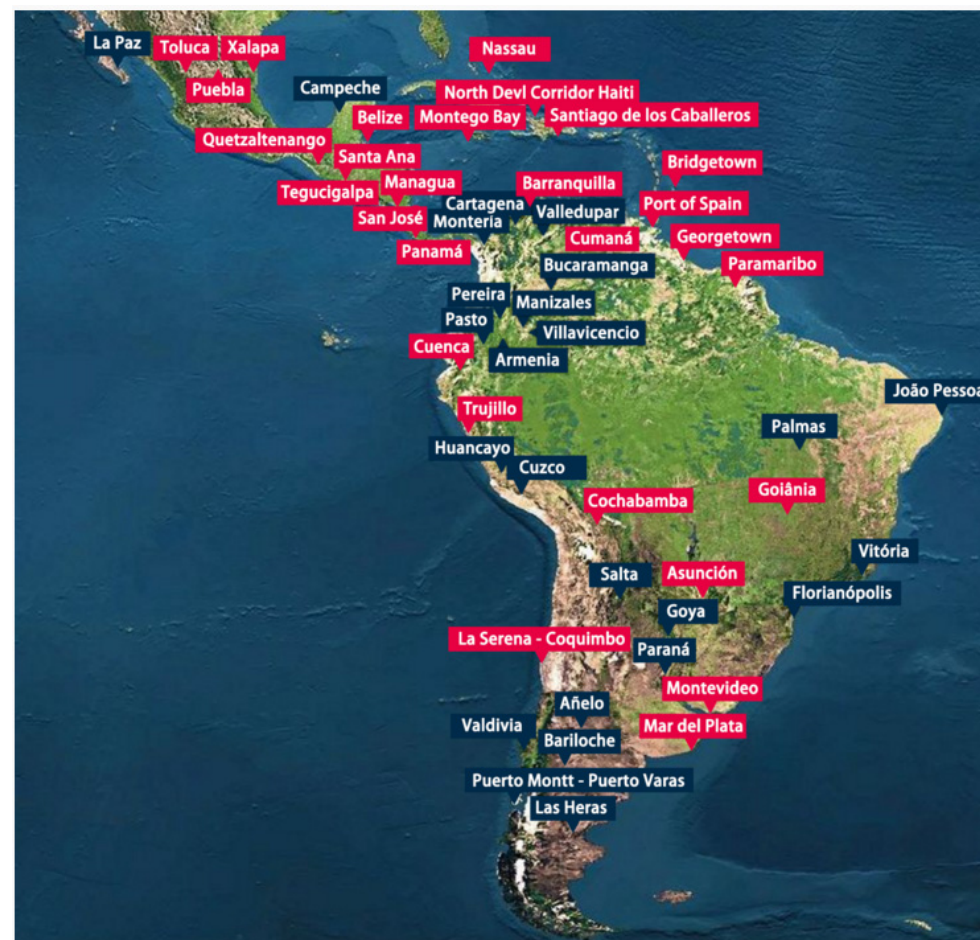 La Paz
Toluca
Xalapa
Nassau
Puebla
Campeche
North Devl Corridor Haiti
Belize
Montego Bay
Santiago de los Caballeros
Quetzaltenango
Santa Ana
Bridgetown
Tegucigalpa
Managua
Barranquilla
Cartagena
Valledupar
Port of Spain
San José
Montería
Panamá
Cumaná
Georgetown
Bucaramanga
Paramaribo
Pereira
Manizales
Pasto
Villavicencio
Cuenca
Armenia
João Pessoa
Trujillo
Palmas
Huancayo
Cuzco
Cochabamba
Goiânia
Vitória
Salta
Asunción
Florianópolis
Goya
La Serena - Coquimbo
Paraná
Montevideo
Añelo
Valdivia
Mar del Plata
Bariloche
Puerto Montt - Puerto Varas
Las Heras